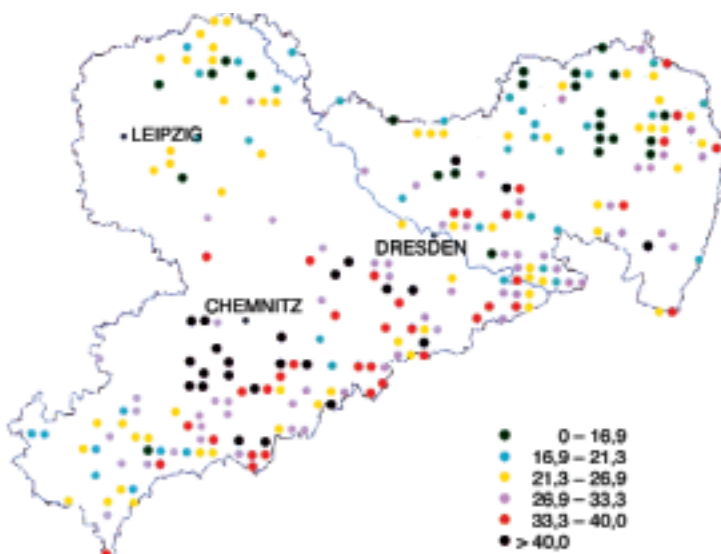 LEIPZIG
DRESDEN
CHEMNITZ
0 – 16,9
16,9 – 21,3
21,3 – 26,9
26,9 – 33,3
33,3 – 40,0
> 40,0